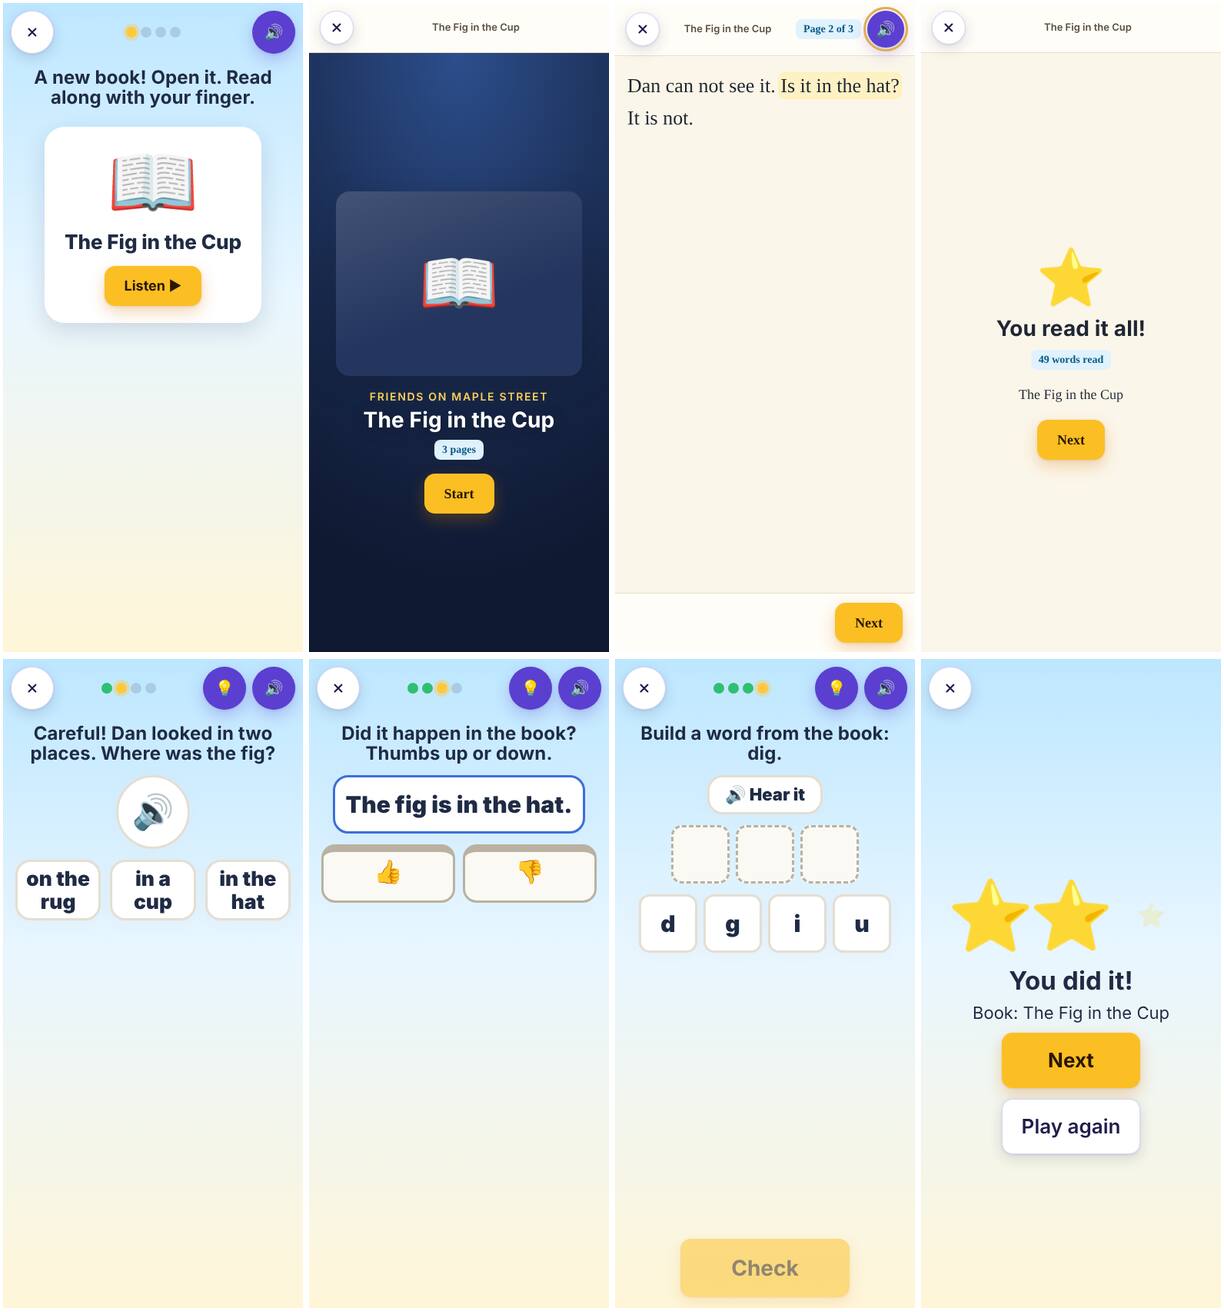 A new book! Open it. Read
along with your finger.
The Fig in the Cup
Listen ▶
The Fig in the Cup
FRIENDS ON MAPLE STREET
The Fig in the Cup
3 pages
Start
The Fig in the Cup
Page 2 of 3
Dan can not see it. Is it in the hat?
It is not.
Next
The Fig in the Cup
You read it all!
49 words read
The Fig in the Cup
Next
Careful! Dan looked in two
places. Where was the fig?
on the
rug
in a
cup
in the
hat
Did it happen in the book?
Thumbs up or down.
The fig is in the hat.
Build a word from the book:
dig.
Hear it
d
g
i
u
Check
You did it!
Book: The Fig in the Cup
Next
Play again